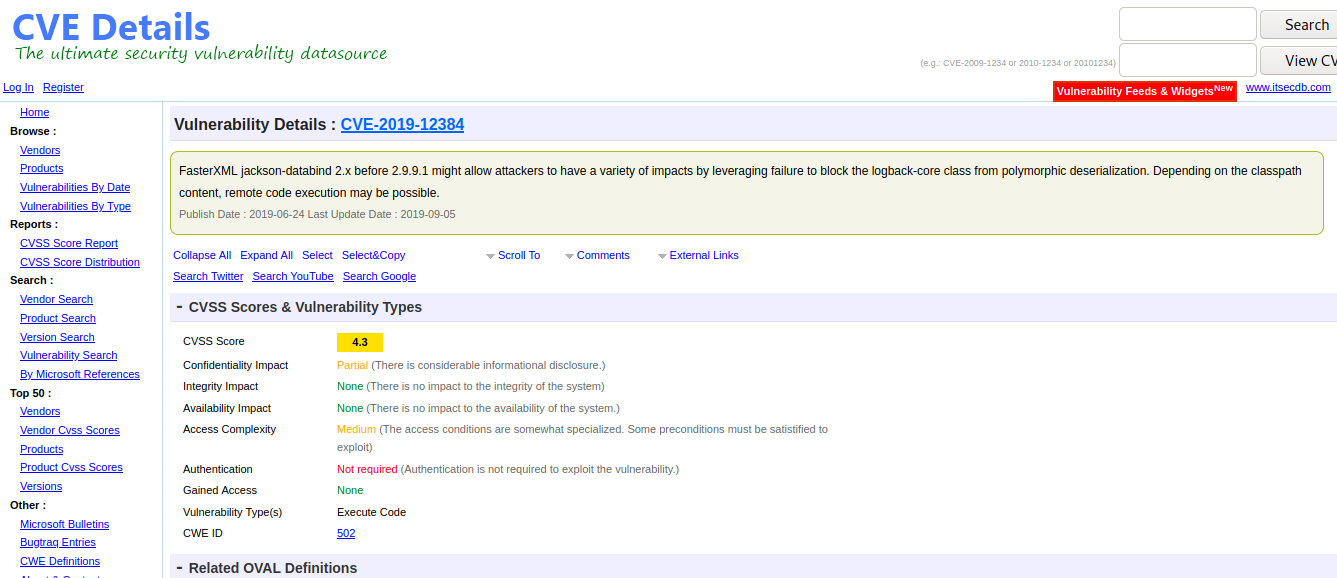 CVE Details
The ultimate security vulnerability datasource
Search
(e.g.: CVE-2009-1234 or 2010-1234 or 20101234)
View CV
Log In Register
Vulnerability Feeds & WidgetsNew www.itsecdb.com
Home
Browse :
Vendors
Products
Vulnerabilities By Date
Vulnerabilities By Type
Reports :
CVSS Score Report
CVSS Score Distribution
Search :
Vendor Search
Product Search
Version Search
Vulnerability Search
By Microsoft References
Top 50 :
Vendors
Vendor Cvss Scores
Products
Product Cvss Scores
Versions
Other :
Microsoft Bulletins
Bugtraq Entries
CWE Definitions
Vulnerability Details : CVE-2019-12384
FasterXML jackson-databind 2.x before 2.9.9.1 might allow attackers to have a variety of impacts by leveraging failure to block the logback-core class from polymorphic deserialization. Depending on the classpath
content, remote code execution may be possible.
Publish Date : 2019-06-24 Last Update Date : 2019-09-05
Collapse All Expand All Select Select&Copy Scroll To Comments External Links
Search Twitter Search YouTube Search Google
- CVSS Scores & Vulnerability Types
CVSS Score 4.3
Confidentiality Impact Partial (There is considerable informational disclosure.)
Integrity Impact None (There is no impact to the integrity of the system)
Availability Impact None (There is no impact to the availability of the system.)
Access Complexity Medium (The access conditions are somewhat specialized. Some preconditions must be satistified to
exploit)
Authentication Not required (Authentication is not required to exploit the vulnerability.)
Gained Access None
Vulnerability Type(s) Execute Code
CWE ID 502
- Related OVAL Definitions